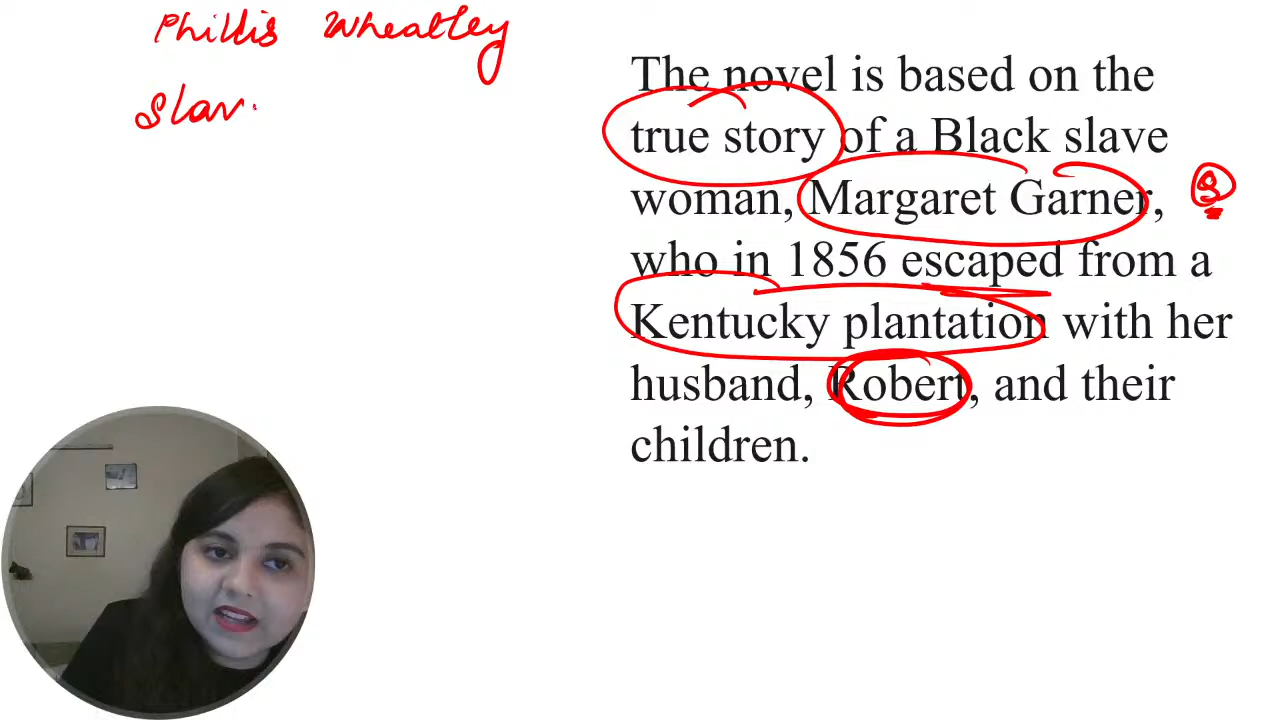 Phillis Wheatley
Slav.
The novel is based on the
true story of a Black slave
woman, Margaret Garner,
who in 1856 escaped from a
Kentucky plantation with her
husband, Robert, and their
children.